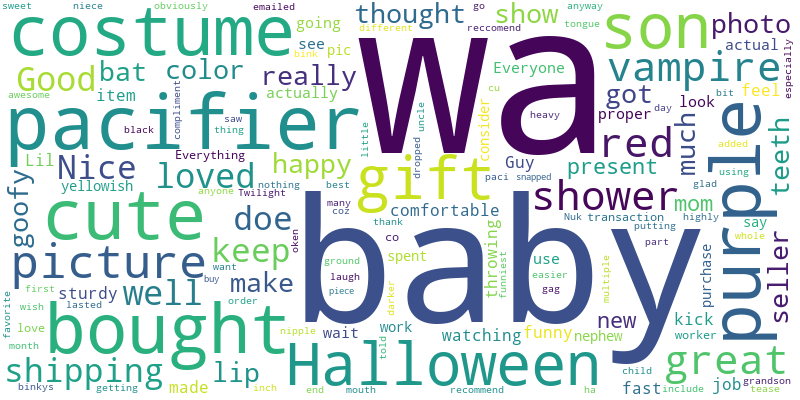 sweet
niece
obviously
emailed
go
reccomend
anyway
tongue
different
costume
thought
show
son
photo
wa
Good
bat
color
really
going
see
pic
bink
Everyone
vampire
actual
especially
awesome
item
actually
compliment
cu
got
look
feel
bit
pacifier
black
saw
thing
little
dropped
uncle
consider
heavy
proper
day
red
much
purple
teeth
added
Lil
Nice
Everything
happy
gift
Guy
present
using
goofy
yellowish
loved
anyone
nothing
Twilight
best
paci
snapped
shower
mom
glad
cute
doe
many
coz
comfortable
Nuk
transaction
highly
say
thank
putting
whole
picture
keep
oken
co
baby
throwing
funniest
use
part
purchase
seller
first
sturdy
well
make
want
buy
ground
laugh
spent
easier
multiple
favorite
wish
lasted
order
piece
darker
gag
new
love
bought
nipple
wait
work
watching
funny
nephew
kick
worker
great
month
told
shipping
lip
Halloween
child
fast
job
grandson
binkys
getting
made
inch
end
mouth
recommend
ha
include
tease